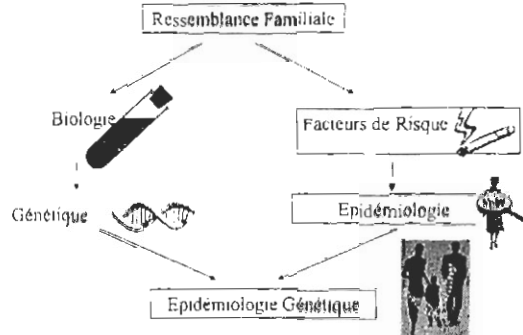 Ressemblance Familiale
Biologie
Facteurs de Risque
Génétique
Epidémiologie
Epidémiologie Génétique